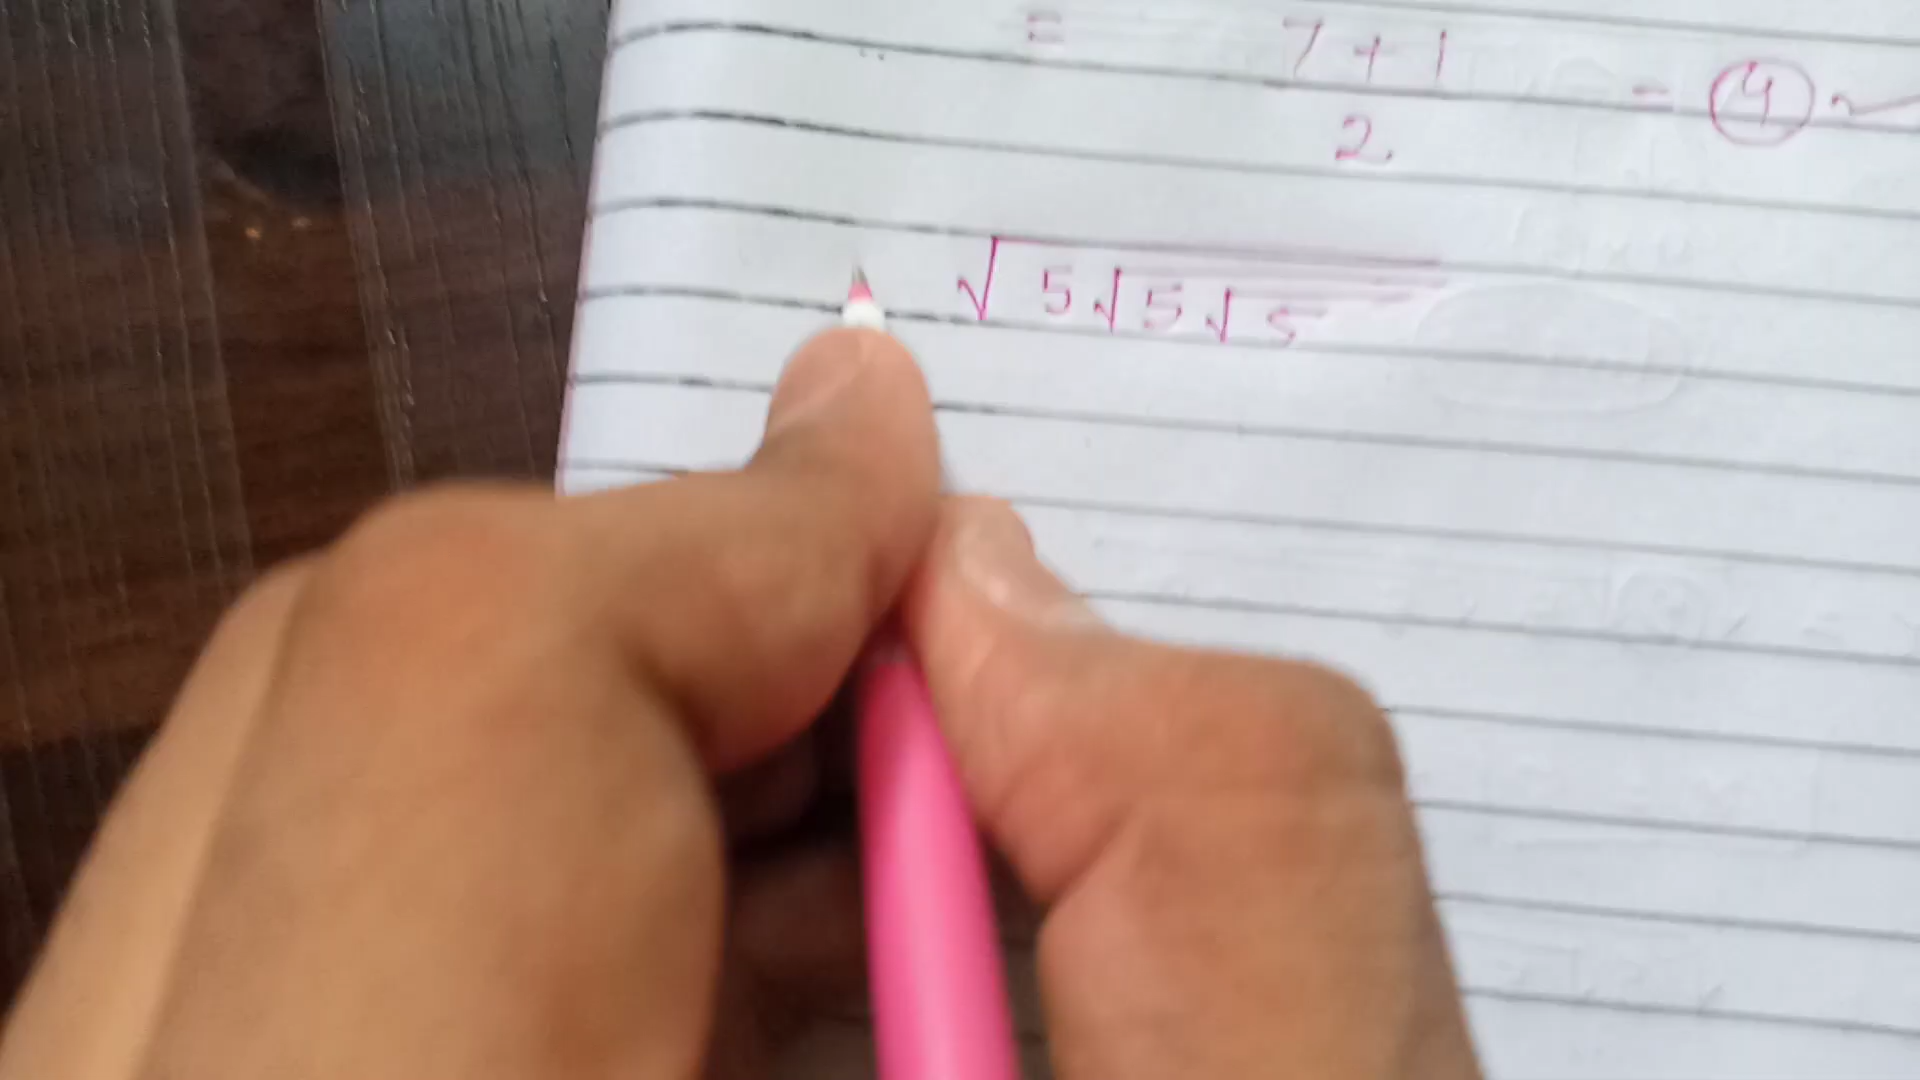 = 7 + 1 / 2 = 4
√5√5√5 --